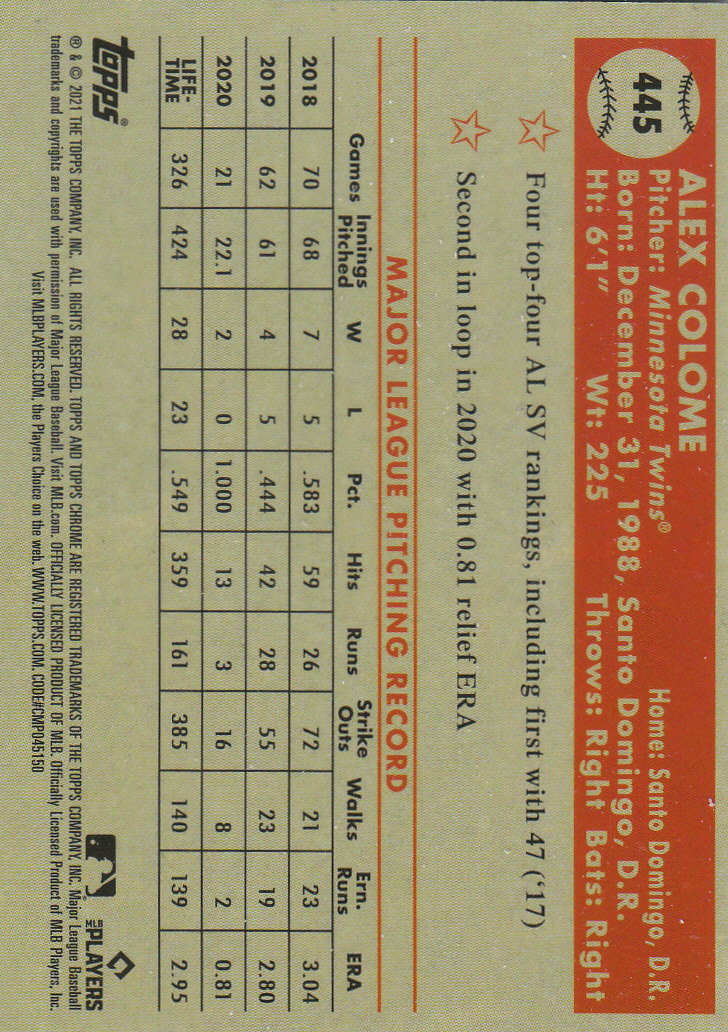 445
ALEX COLOME
Pitcher: Minnesota Twins® Home: Santo Domingo, D.R.
Born: December 31, 1988, Santo Domingo, D.R.
Ht: 6'1" Wt: 225 Throws: Right Bats: Right
Four top-four AL SV rankings, including first with 47 ('17)
Second in loop in 2020 with 0.81 relief ERA
MAJOR LEAGUE PITCHING RECORD
Games Innings Pitched W L Pct. Hits Runs Strike Outs Walks Ern. Runs ERA
2018 70 68 7 5 .583 59 26 72 21 23 3.04
2019 62 61 4 5 .444 42 28 55 23 19 2.80
2020 21 22.1 2 0 1.000 13 3 16 8 2 0.81
LIFE-TIME 326 424 28 23 .549 359 161 385 140 139 2.95
topps®
MLB PLAYERS
® & © 2021 THE TOPPS COMPANY, INC. ALL RIGHTS RESERVED. TOPPS AND TOPPS CHROME ARE REGISTERED TRADEMARKS OF THE TOPPS COMPANY, INC. Major League Baseball
trademarks and copyrights are used with permission of Major League Baseball. Visit MLB.com. OFFICIALLY LICENSED PRODUCT OF MLB. Officially Licensed Product of MLB Players, Inc.
Visit MLBPLAYERS.COM, the Players Choice on the web. WWW.TOPPS.COM. CODE#CMP045150